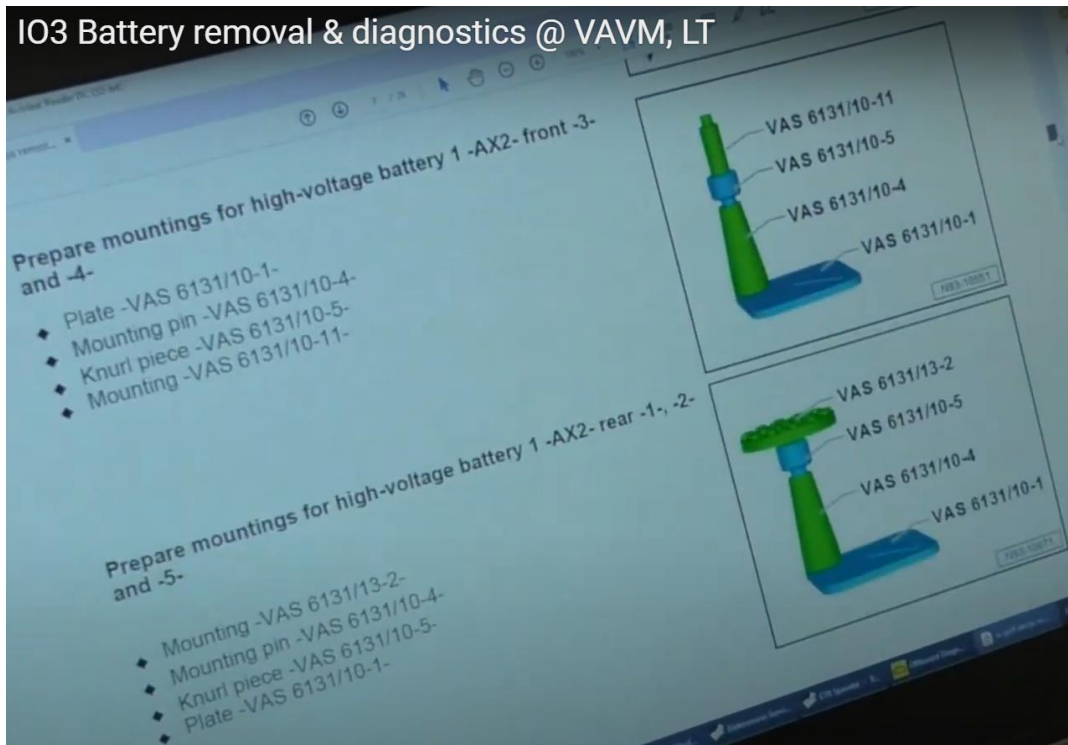 IO3 Battery removal & diagnostics @ VAVM, LT
Prepare mountings for high-voltage battery 1 -AX2- front -3-
and -4-
Plate -VAS 6131/10-1-
Mounting pin -VAS 6131/10-4-
Knurl piece -VAS 6131/10-5-
Mounting -VAS 6131/10-11-
VAS 6131/10-11
VAS 6131/10-5
VAS 6131/10-4
VAS 6131/10-1
Prepare mountings for high-voltage battery 1 -AX2- rear -1-, -2-
and -5-
Mounting -VAS 6131/13-2-
Mounting pin -VAS 6131/10-4-
Knurl piece -VAS 6131/10-5-
Plate -VAS 6131/10-1-
VAS 6131/13-2
VAS 6131/10-5
VAS 6131/10-4
VAS 6131/10-1